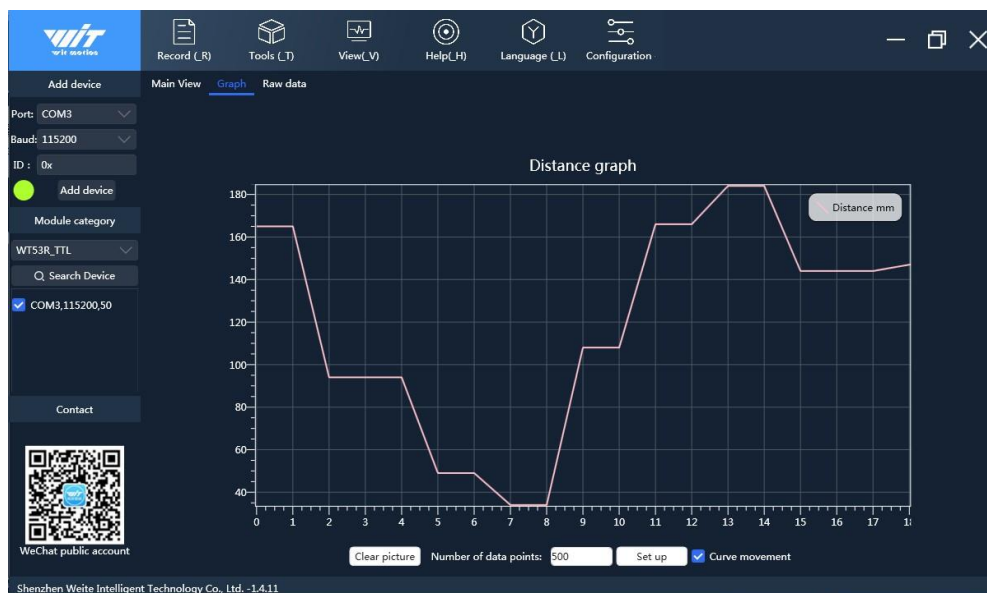 WIT
wit motion
Record (_R)
Tools (_T)
View(_V)
Help(_H)
Language (_L)
Configuration
Add device
Main View
Graph
Raw data
Port:
COM3
Baud:
115200
ID :
0x
Add device
Module category
WT53R_TTL
Search Device
COM3,115200,50
Contact
WeChat public account
Distance graph
Distance mm
180
160
140
120
100
80
60
40
0 1 2 3 4 5 6 7 8 9 10 11 12 13 14 15 16 17
Clear picture
Number of data points:
500
Set up
Curve movement
Shenzhen Weite Intelligent Technology Co., Ltd. -1.4.11